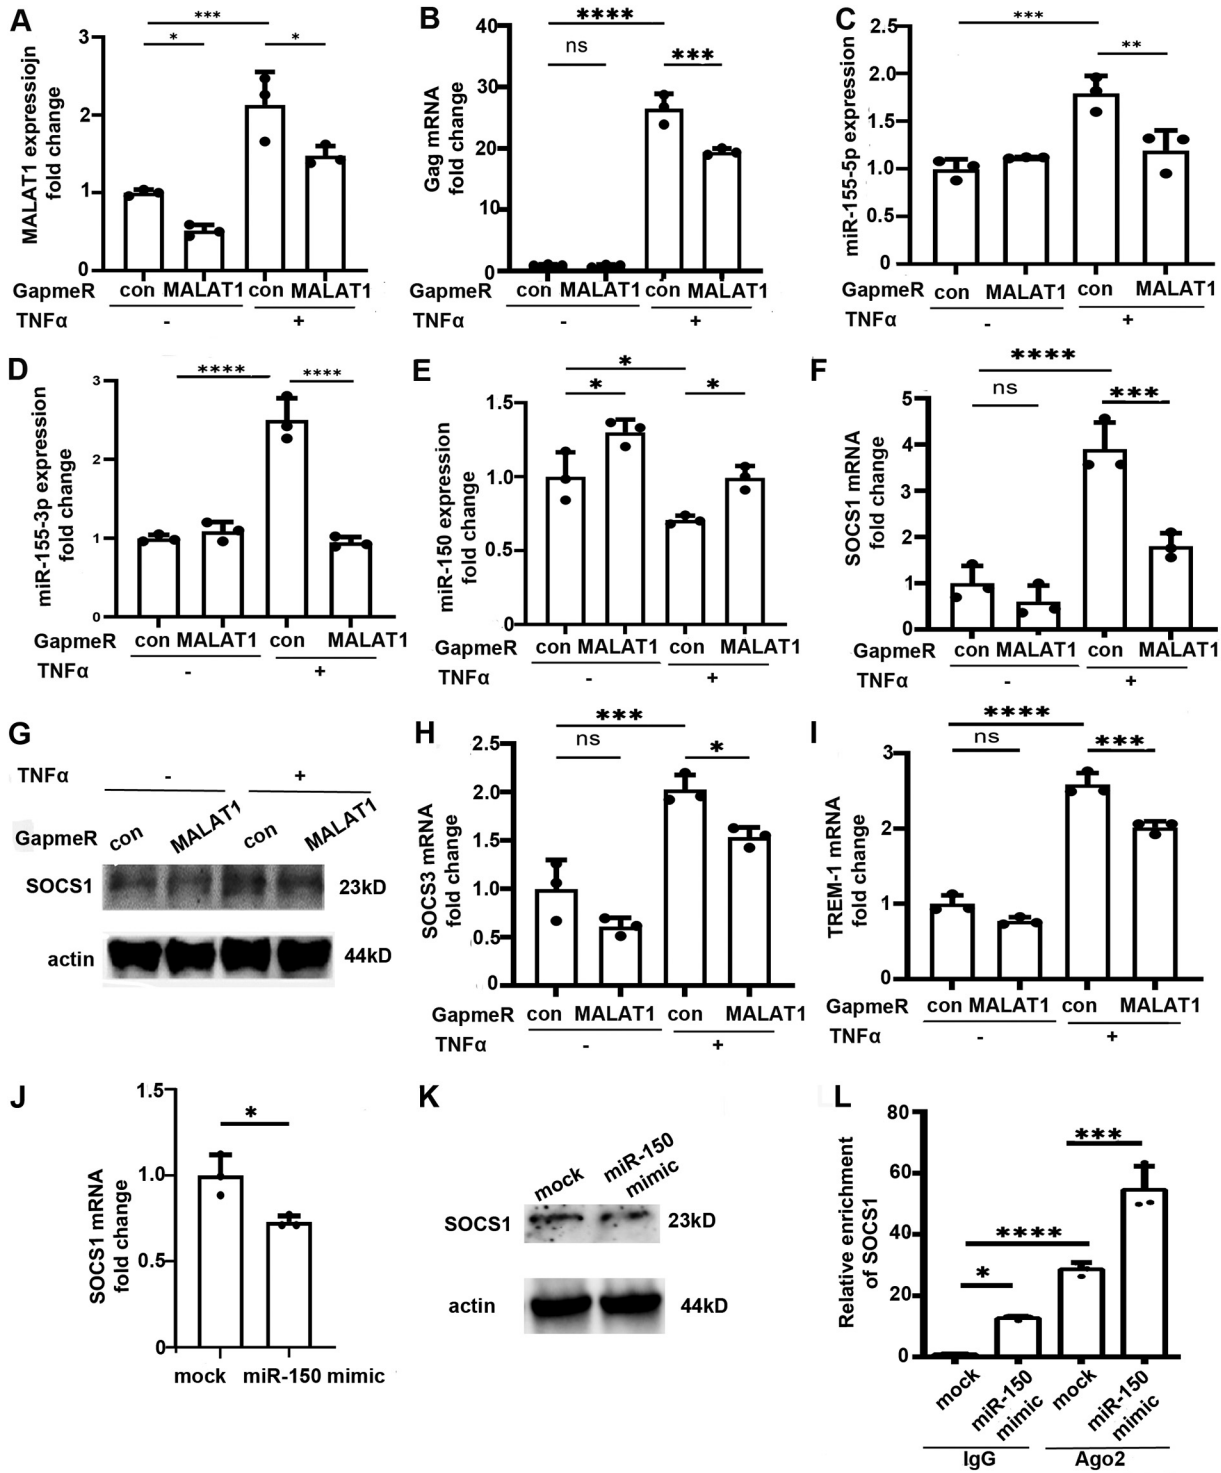 A
MALAT1 expressiojn
fold change
3
2
1
0
***
*
*
GapmeR con MALAT1 con MALAT1
TNFα - +
B
Gag mRNA
fold change
40
30
20
10
0
****
ns
***
GapmeR con MALAT1 con MALAT1
TNFα - +
C
miR-155-5p expression
fold change
2.5
2.0
1.5
1.0
0.5
0
***
**
GapmeR con MALAT1 con MALAT1
TNFα - +
D
miR-155-3p expression
fold change
3
2
1
0
****
****
GapmeR con MALAT1 con MALAT1
TNFα - +
E
miR-150 expression
fold change
1.5
1.0
0.5
0
*
*
*
GapmeR con MALAT1 con MALAT1
TNFα - +
F
SOCS1 mRNA
fold change
5
4
3
2
1
0
****
ns
***
GapmeR con MALAT1 con MALAT1
TNFα - +
G
TNFα - +
GapmeR con MALAT1 con MALAT1
SOCS1 23kD
actin 44kD
H
SOCS3 mRNA
fold change
2.5
2.0
1.5
1.0
0.5
0
***
ns
*
GapmeR con MALAT1 con MALAT1
TNFα - +
I
TREM-1 mRNA
fold change
3
2
1
0
****
ns
***
GapmeR con MALAT1 con MALAT1
TNFα - +
J
SOCS1 mRNA
fold change
1.5
1.0
0.5
0
*
mock miR-150 mimic
K
mock miR-150
mimic
SOCS1 23kD
actin 44kD
L
Relative enrichment
of SOCS1
80
60
40
20
0
***
****
*
mock miR-150 mimic mock miR-150 mimic
IgG Ago2